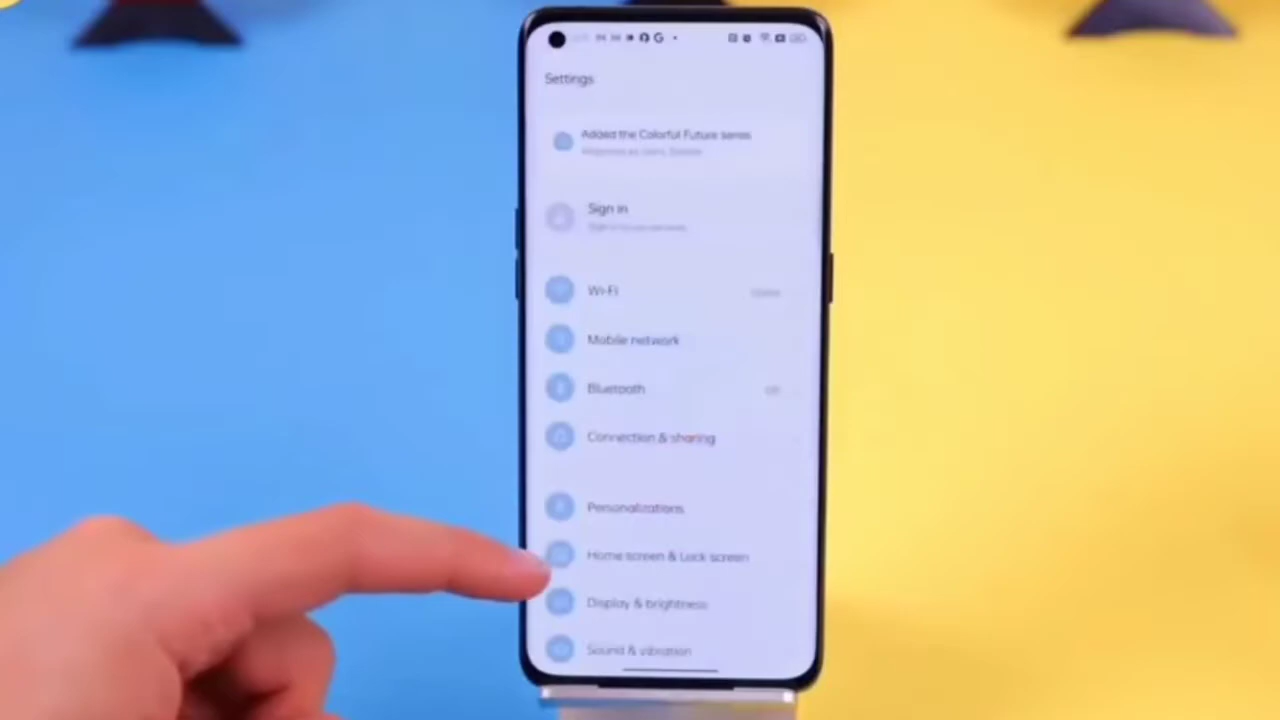 Settings
Added the Colorful Future series
Sign in
Wi-Fi
Mobile network
Bluetooth
Off
Connection & sharing
Personalizations
Home screen & Lock screen
Display & brightness
Sound & vibration